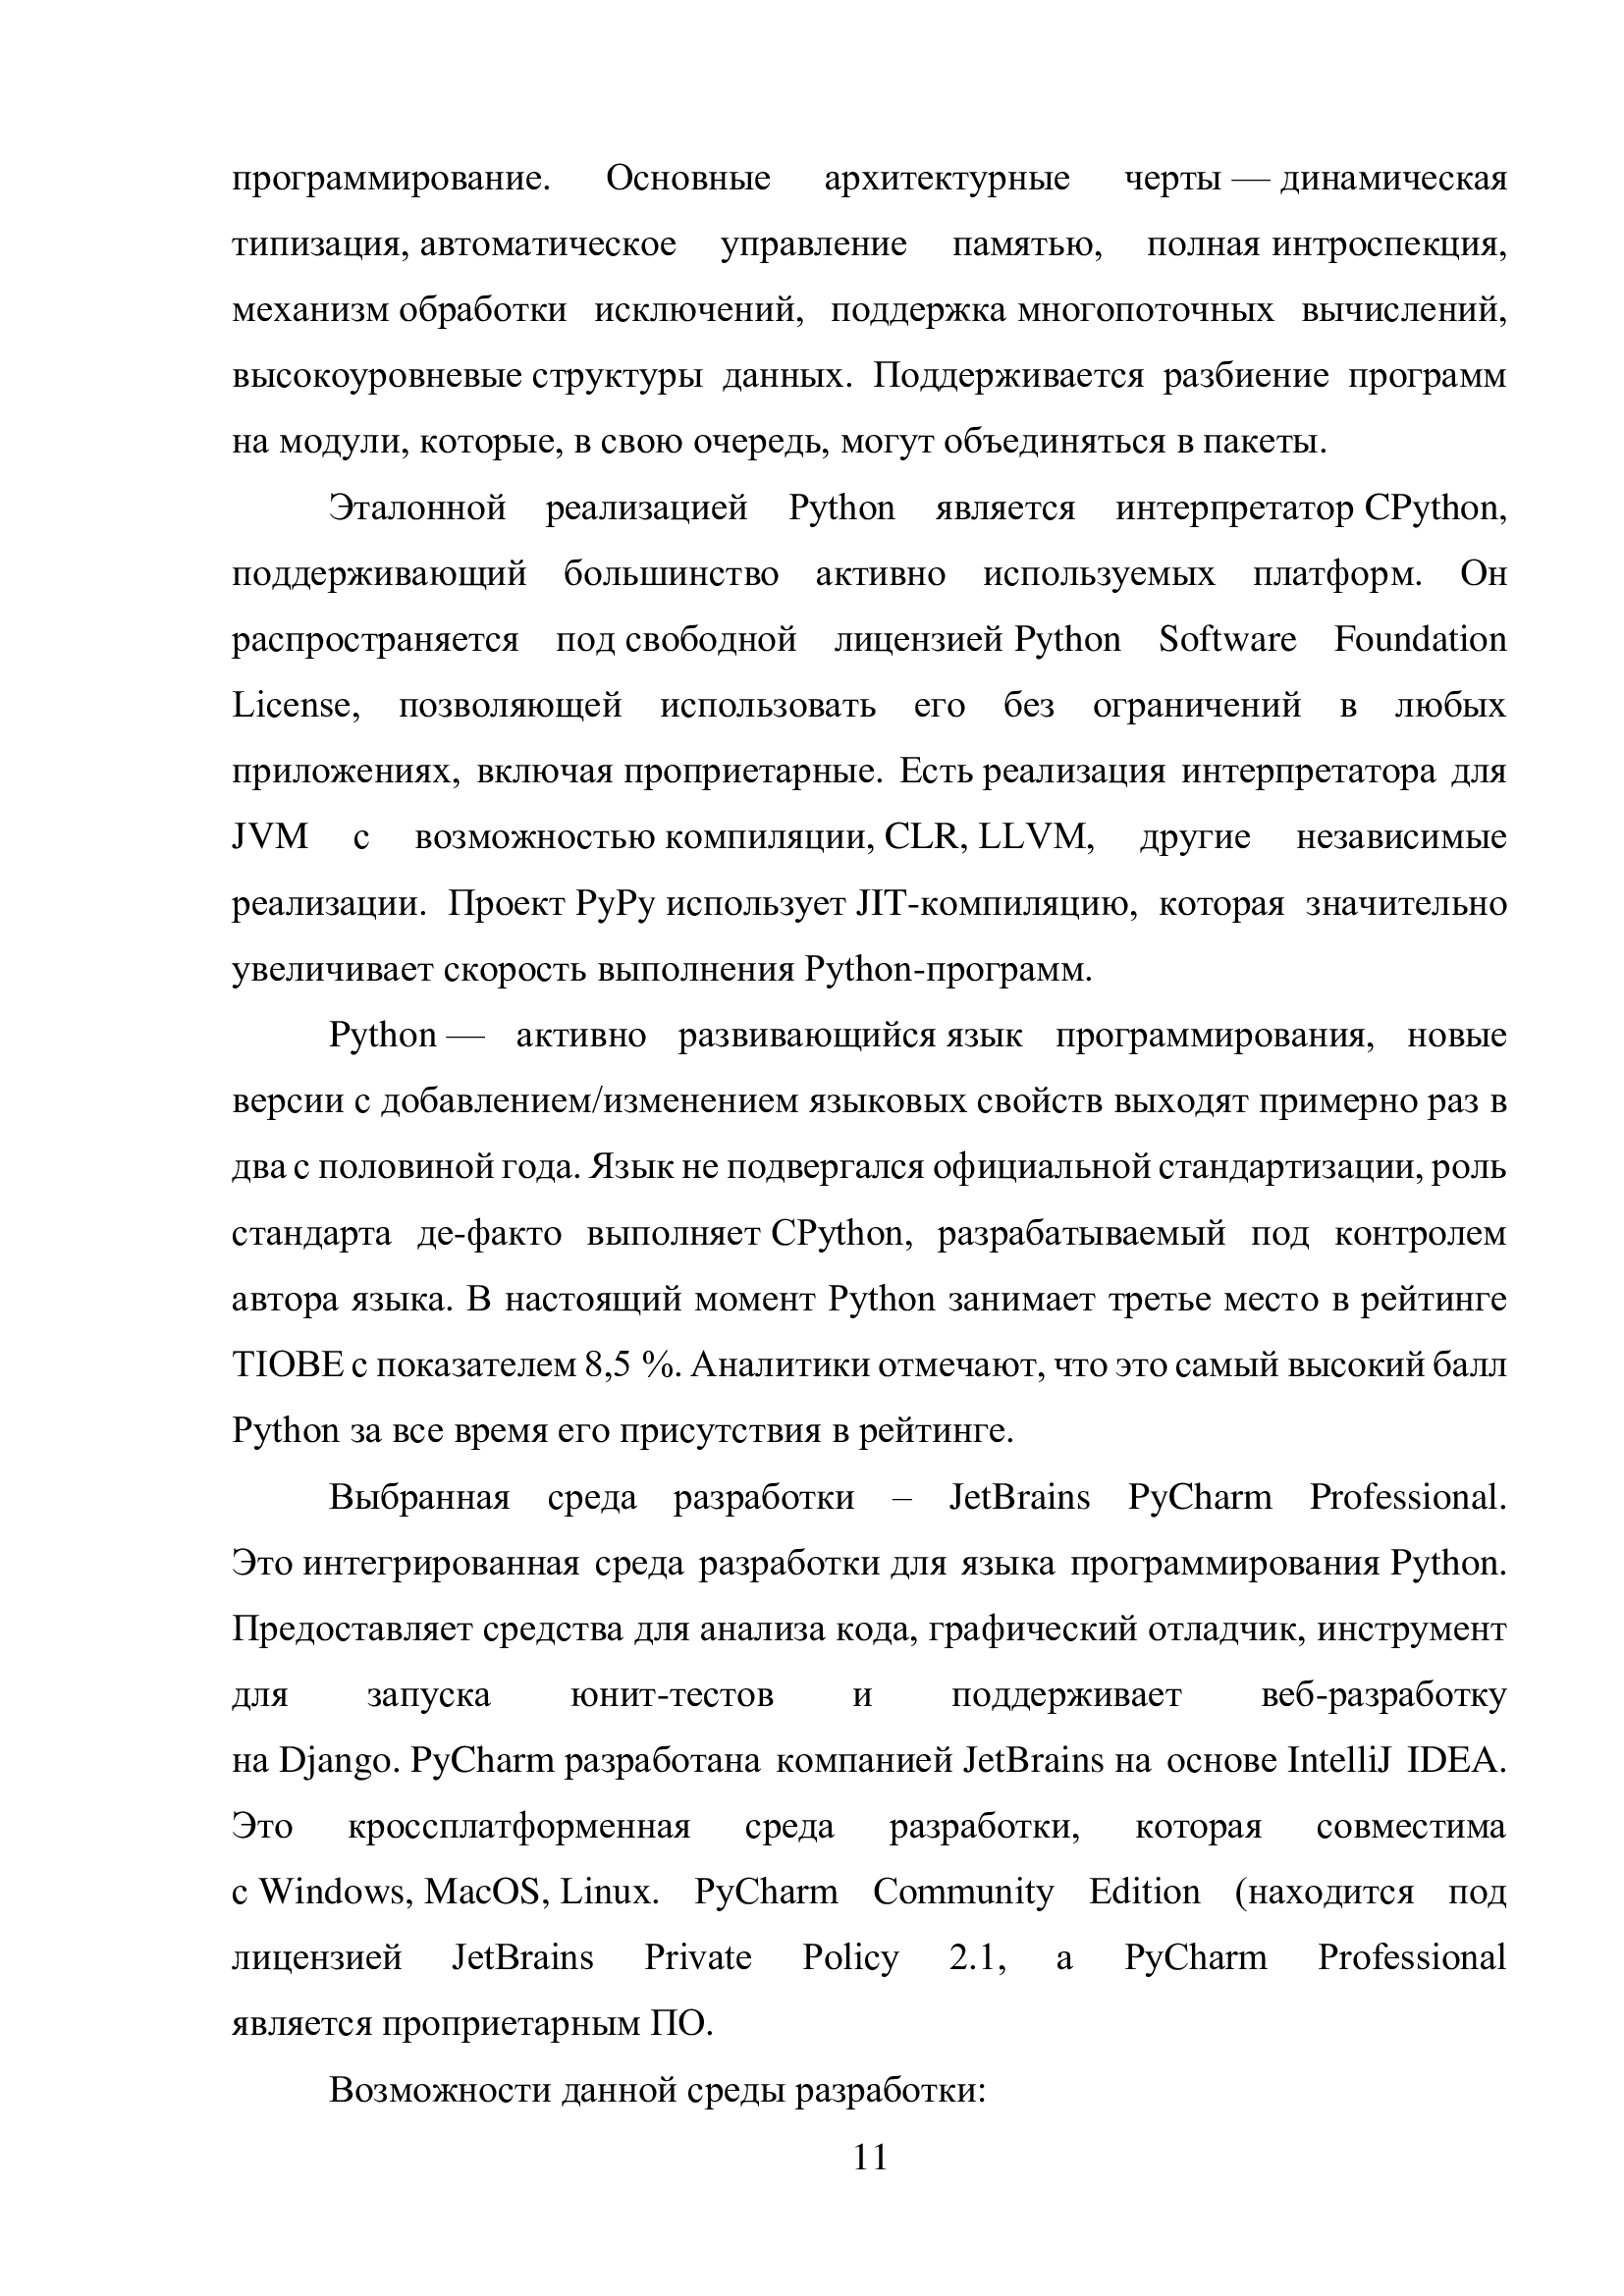 программирование. Основные архитектурные черты — динамическая
типизация, автоматическое управление памятью, полная интроспекция,
механизм обработки исключений, поддержка многопоточных вычислений,
высокоуровневые структуры данных. Поддерживается разбиение программ
на модули, которые, в свою очередь, могут объединяться в пакеты.
Эталонной реализацией Python является интерпретатор CPython,
поддерживающий большинство активно используемых платформ. Он
распространяется под свободной лицензией Python Software Foundation
License, позволяющей использовать его без ограничений в любых
приложениях, включая проприетарные. Есть реализация интерпретатора для
JVM с возможностью компиляции, CLR, LLVM, другие независимые
реализации. Проект PyPy использует JIT-компиляцию, которая значительно
увеличивает скорость выполнения Python-программ.
Python — активно развивающийся язык программирования, новые
версии с добавлением/изменением языковых свойств выходят примерно раз в
два с половиной года. Язык не подвергался официальной стандартизации, роль
стандарта де-факто выполняет CPython, разрабатываемый под контролем
автора языка. В настоящий момент Python занимает третье место в рейтинге
TIOBE с показателем 8,5 %. Аналитики отмечают, что это самый высокий балл
Python за все время его присутствия в рейтинге.
Выбранная среда разработки – JetBrains PyCharm Professional.
Это интегрированная среда разработки для языка программирования Python.
Предоставляет средства для анализа кода, графический отладчик, инструмент
для запуска юнит-тестов и поддерживает веб-разработку
на Django. PyCharm разработана компанией JetBrains на основе IntelliJ IDEA.
Это кроссплатформенная среда разработки, которая совместима
с Windows, MacOS, Linux. PyCharm Community Edition (находится под
лицензией JetBrains Private Policy 2.1, а PyCharm Professional
является проприетарным ПО.
Возможности данной среды разработки:
11